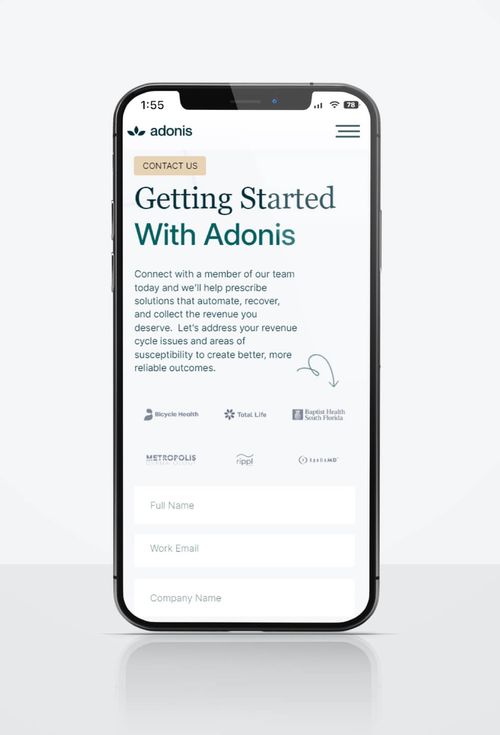 1:55
78
adonis
CONTACT US
Getting Started
With Adonis
Connect with a member of our team
today and we'll help prescribe
solutions that automate, recover,
and collect the revenue you
deserve. Let's address your revenue
cycle issues and areas of
susceptibility to create better, more
reliable outcomes.
Bicycle Health
Total Life
Baptist Health
South Florida
METROPOLIS
rippl
Full Name
Work Email
Company Name